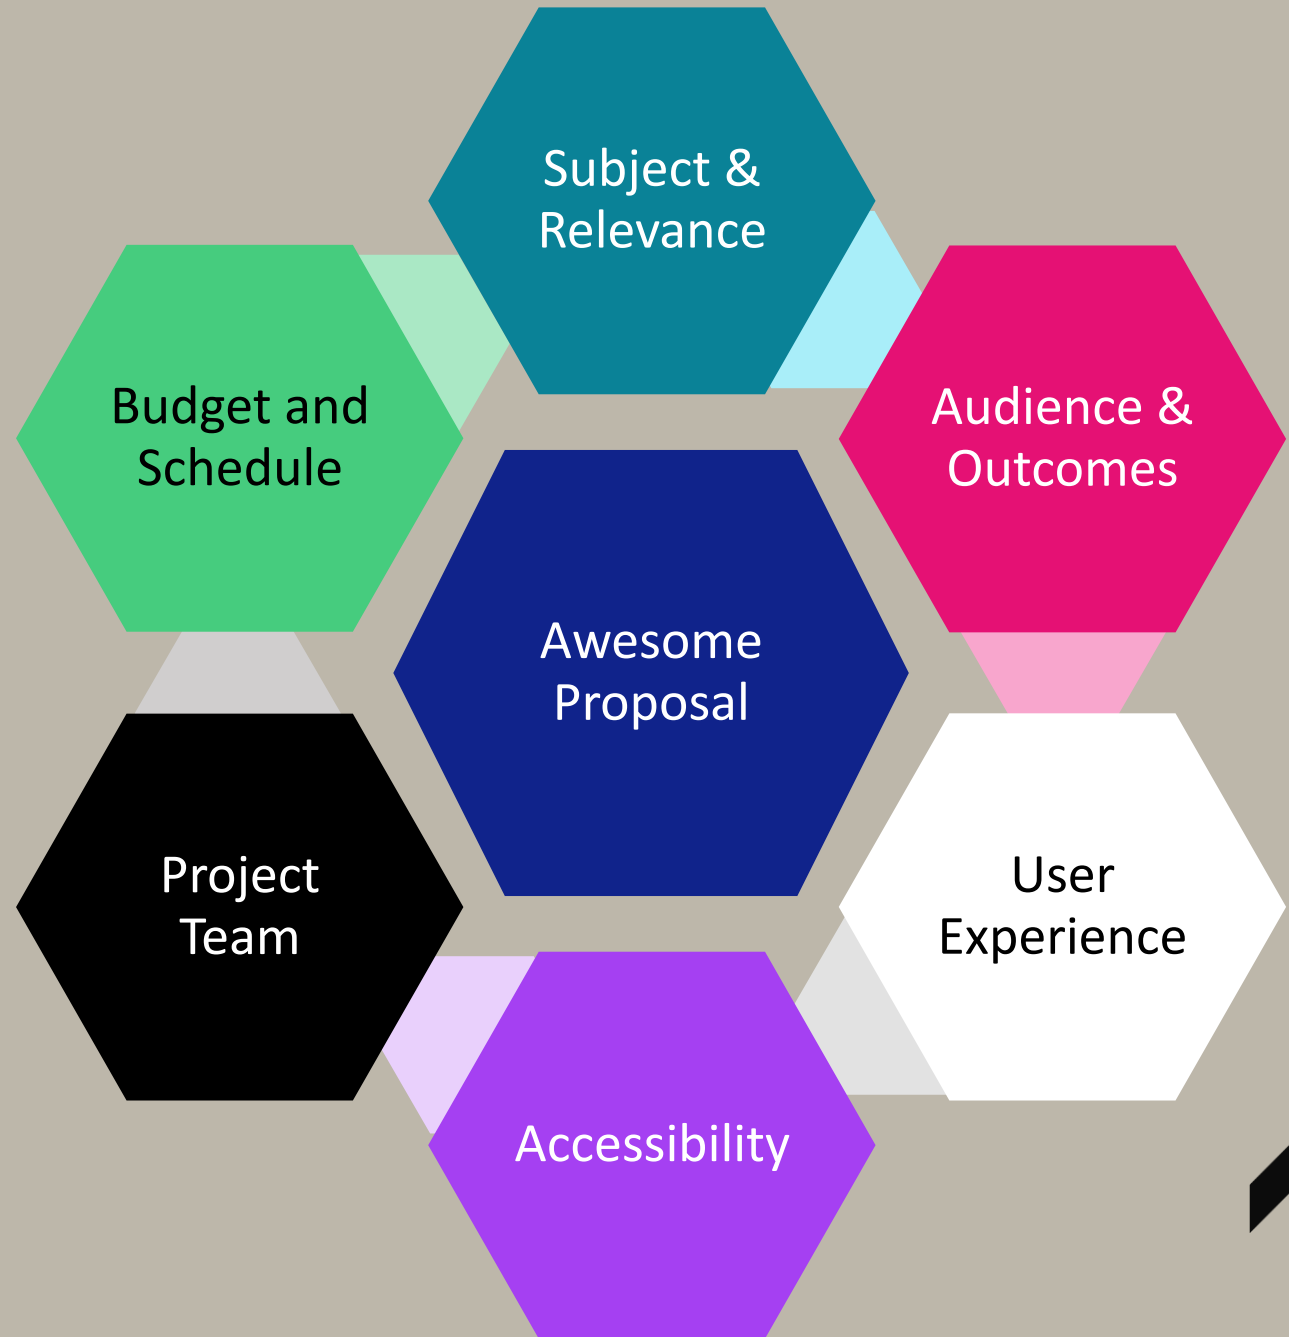 Subject &
Relevance
Audience &
Outcomes
User
Experience
Accessibility
Project
Team
Budget and
Schedule
Awesome
Proposal